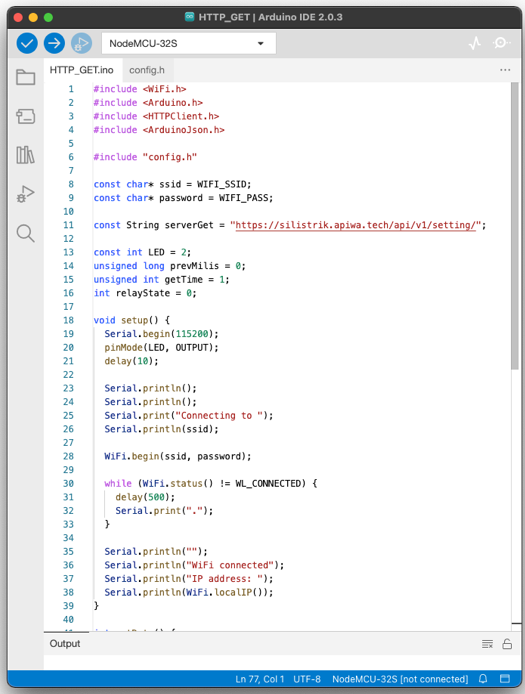 HTTP_GET | Arduino IDE 2.0.3
NodeMCU-32S
HTTP_GET.ino config.h
1 #include <WiFi.h>
2 #include <Arduino.h>
3 #include <HTTPClient.h>
4 #include <ArduinoJson.h>
5
6 #include "config.h"
7
8 const char* ssid = WIFI_SSID;
9 const char* password = WIFI_PASS;
10
11 const String serverGet = "https://silistrik.apiwa.tech/api/v1/setting/";
12
13 const int LED = 2;
14 unsigned long prevMilis = 0;
15 unsigned int getTime = 1;
16 int relayState = 0;
17
18 void setup() {
19 Serial.begin(115200);
20 pinMode(LED, OUTPUT);
21 delay(10);
22
23 Serial.println();
24 Serial.println();
25 Serial.print("Connecting to ");
26 Serial.println(ssid);
27
28 WiFi.begin(ssid, password);
29
30 while (WiFi.status() != WL_CONNECTED) {
31 delay(500);
32 Serial.print(".");
33 }
34
35 Serial.println("");
36 Serial.println("WiFi connected");
37 Serial.println("IP address: ");
38 Serial.println(WiFi.localIP());
39 }
40
Output
Ln 77, Col 1 UTF-8 NodeMCU-32S [not connected]